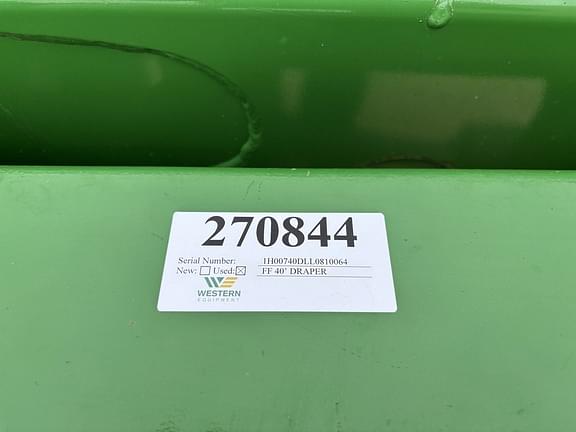 270844
Serial Number: 1H00740DLL0810064
New: Used: FF 40' DRAPER
WESTERN
EQUIPMENT